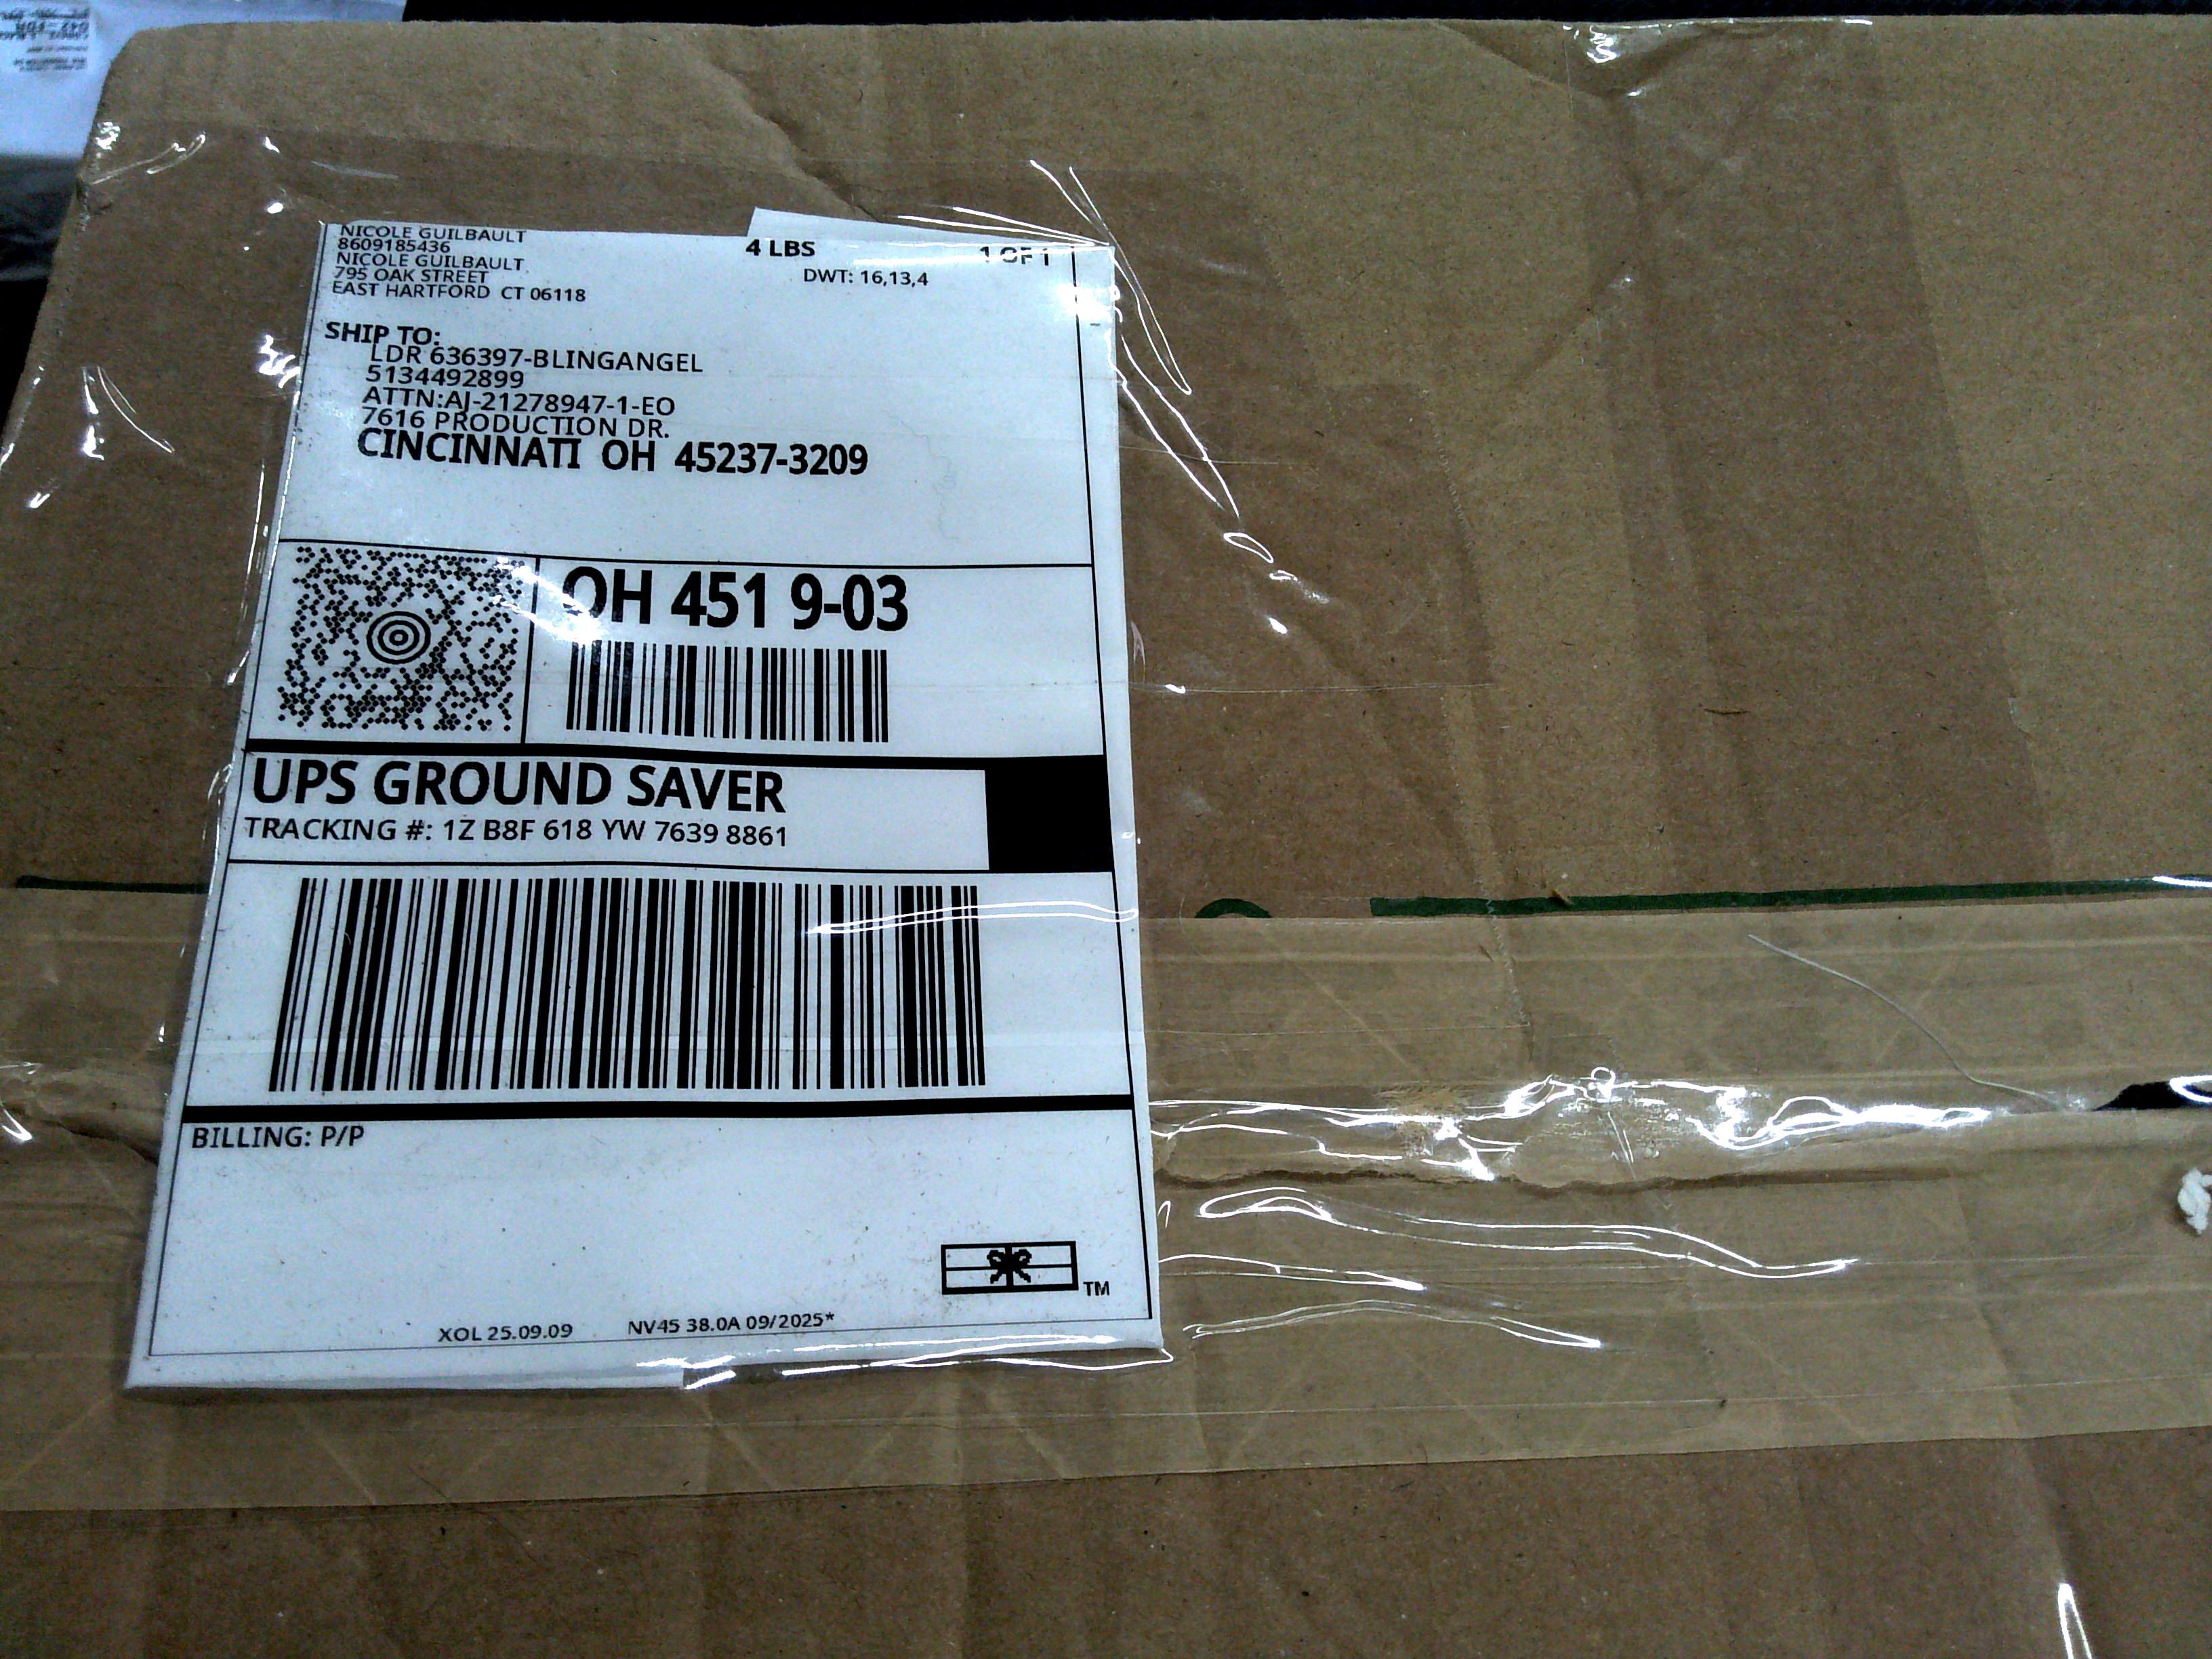 NICOLE GUILBAULT
8609185436
NICOLE GUILBAULT
795 OAK STREET
EAST HARTFORD CT 06118
4 LBS
1 OF 1
DWT: 16,13,4
SHIP TO:
LDR 636397-BLINGANGEL
5134492899
ATTN:AJ-21278947-1-EO
7616 PRODUCTION DR.
CINCINNATI OH 45237-3209
OH 451 9-03
UPS GROUND SAVER
TRACKING #: 1Z B8F 618 YW 7639 8861
BILLING: P/P
TM
XOL 25.09.09 NV45 38.0A 09/2025*